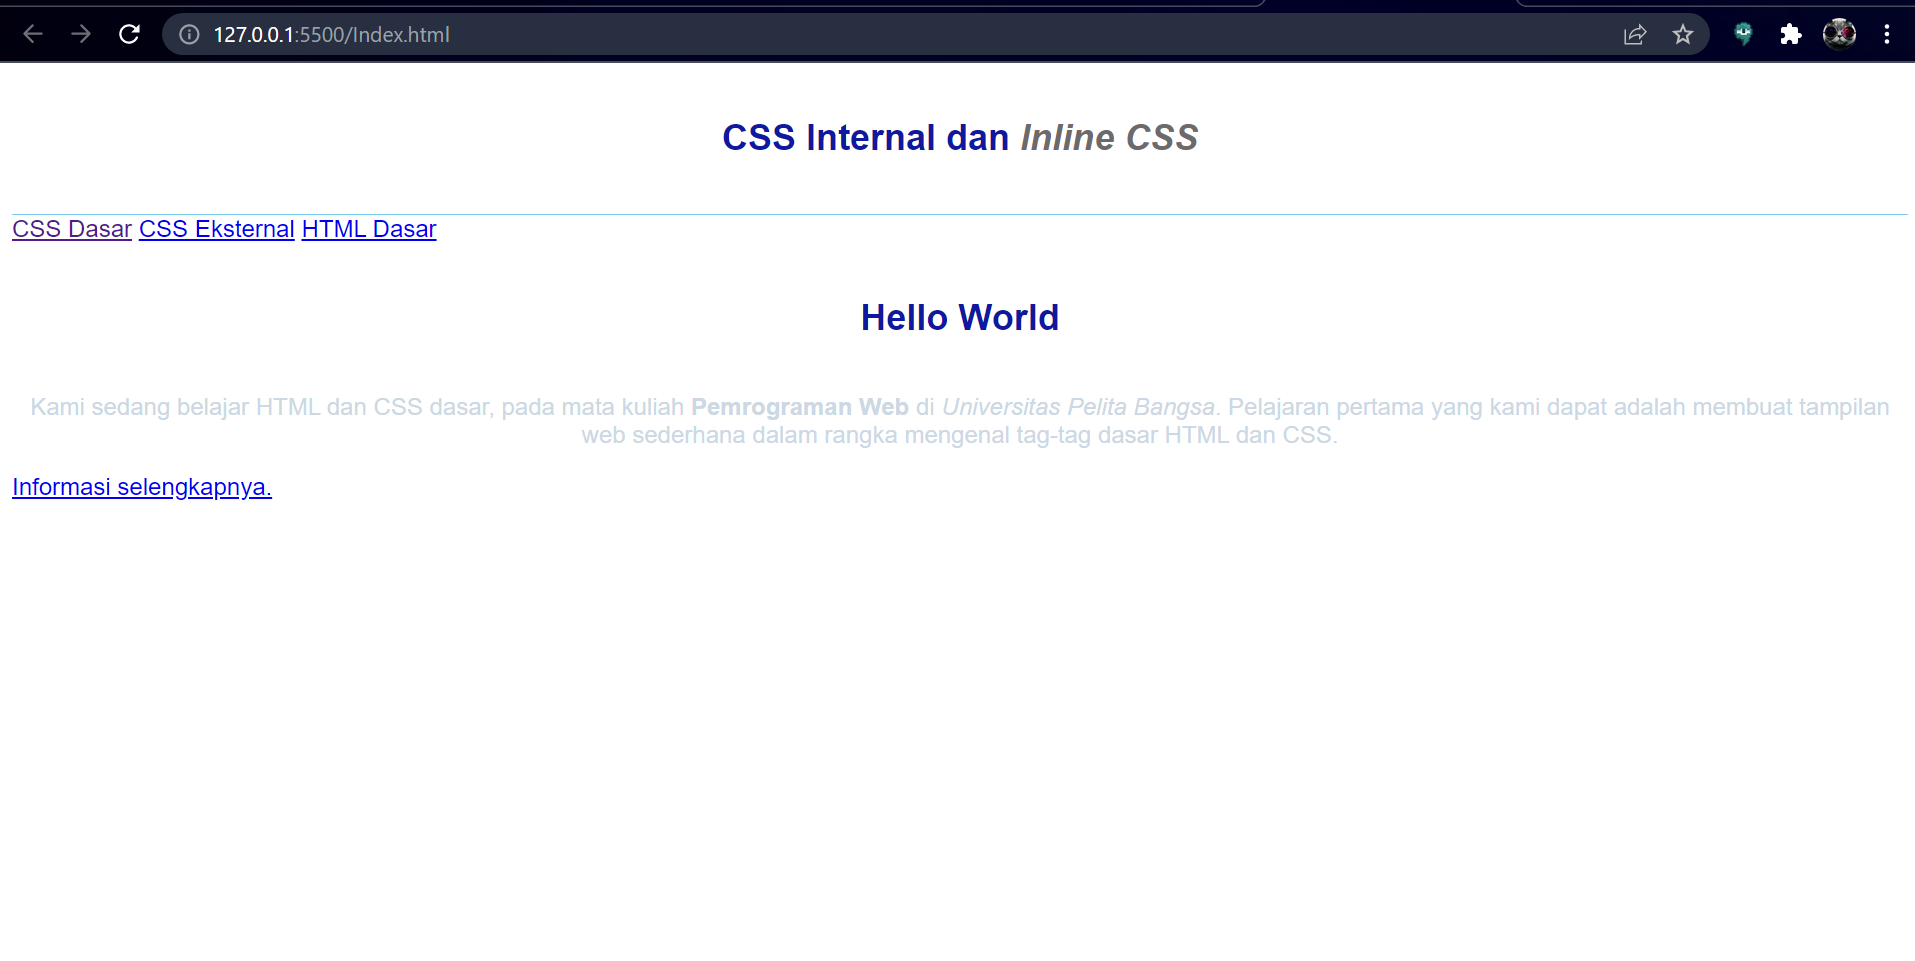 127.0.0.1:5500/Index.html
CSS Internal dan Inline CSS
CSS Dasar CSS Eksternal HTML Dasar
Hello World
Kami sedang belajar HTML dan CSS dasar, pada mata kuliah Pemrograman Web di Universitas Pelita Bangsa. Pelajaran pertama yang kami dapat adalah membuat tampilan
web sederhana dalam rangka mengenal tag-tag dasar HTML dan CSS.
Informasi selengkapnya.